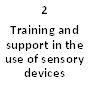 2
Training and
support in the
use of sensory
devices